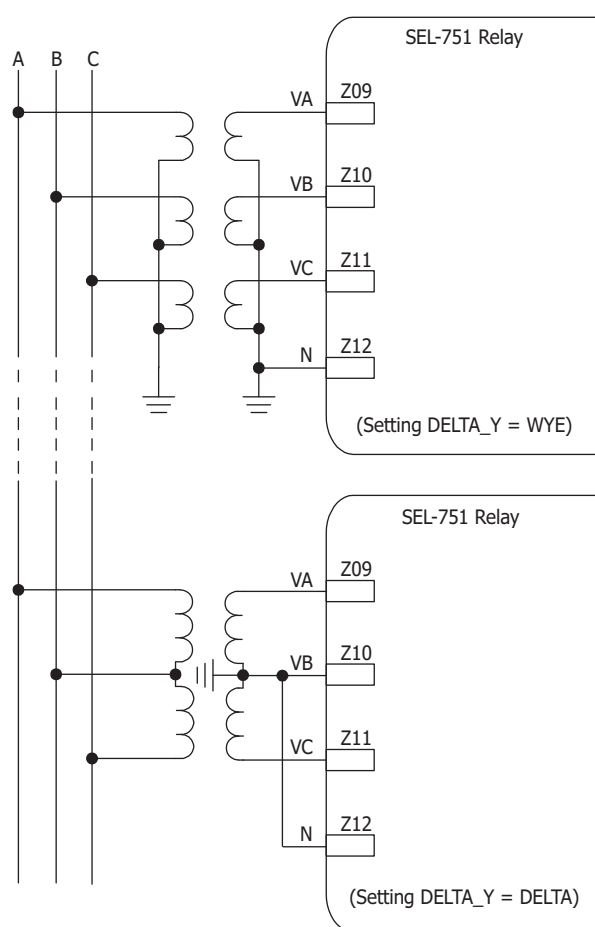 SEL-751 Relay
A B C
VA Z09
VB Z10
VC Z11
N Z12
(Setting DELTA_Y = WYE)
SEL-751 Relay
VA Z09
VB Z10
VC Z11
N Z12
(Setting DELTA_Y = DELTA)